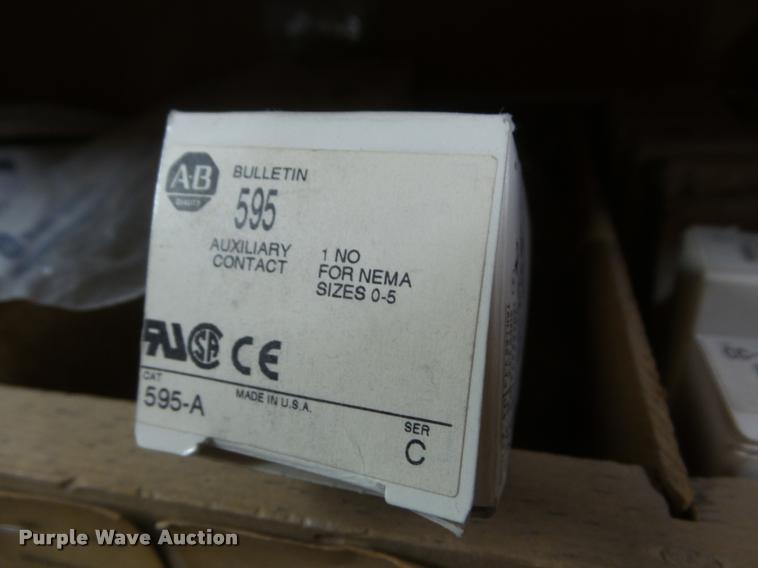 A-B
QUALITY
BULLETIN
595
AUXILIARY
CONTACT
1 NO
FOR NEMA
SIZES 0-5
CE
CAT
595-A
MADE IN U.S.A.
SER
C
Purple Wave Auction